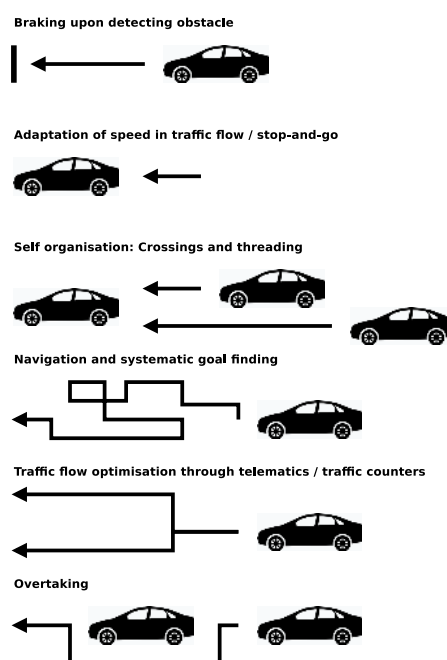 Braking upon detecting obstacle
Adaptation of speed in traffic flow / stop-and-go
Self organisation: Crossings and threading
Navigation and systematic goal finding
Traffic flow optimisation through telematics / traffic counters
Overtaking